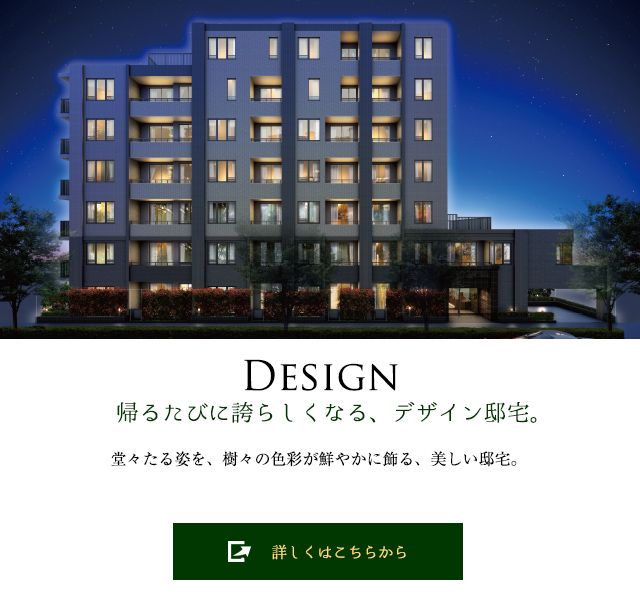 DESIGN
帰るたびに誇らしくなる、デザイン邸宅。
堂々たる姿を、樹々の色彩が鮮やかに飾る、美しい邸宅。
詳しくはこちらから